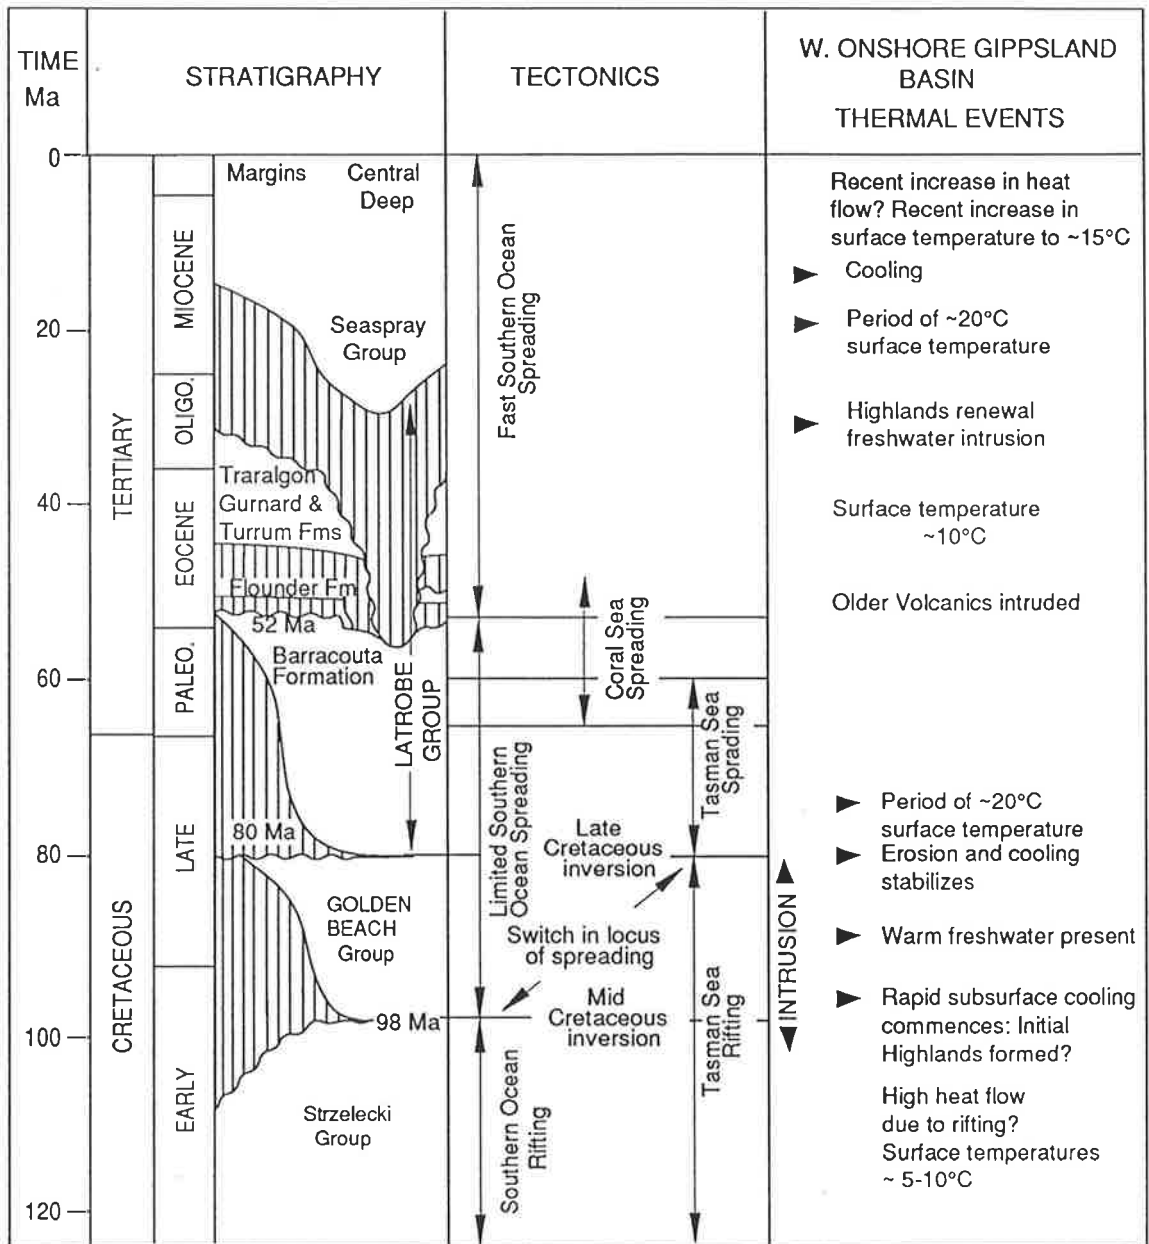 TIME
Ma
STRATIGRAPHY
TECTONICS
W. ONSHORE GIPPSLAND
BASIN
THERMAL EVENTS
0
20
40
60
80
100
120
TERTIARY
CRETACEOUS
MIOCENE
OLIGO.
EOCENE
PALEO.
LATE
EARLY
Margins
Central
Deep
Seaspray
Group
Traralgon
Gurnard &
Turrum Fms
Flounder Fm
52 Ma
Barracouta
Formation
LATROBE
GROUP
80 Ma
GOLDEN
BEACH
Group
98 Ma
Strzelecki
Group
Fast Southern Ocean
Spreading
Limited Southern
Ocean Spreading
Southern Ocean
Rifting
Coral Sea
Spreading
Tasman Sea
Sprading
Tasman Sea
Rifting
Late
Cretaceous
inversion
Switch in locus
of spreading
Mid
Cretaceous
inversion
INTRUSION
Recent increase in heat
flow? Recent increase in
surface temperature to ~15°C
Cooling
Period of ~20°C
surface temperature
Highlands renewal
freshwater intrusion
Surface temperature
~10°C
Older Volcanics intruded
Period of ~20°C
surface temperature
Erosion and cooling
stabilizes
Warm freshwater present
Rapid subsurface cooling
commences: Initial
Highlands formed?
High heat flow
due to rifting?
Surface temperatures
~ 5-10°C